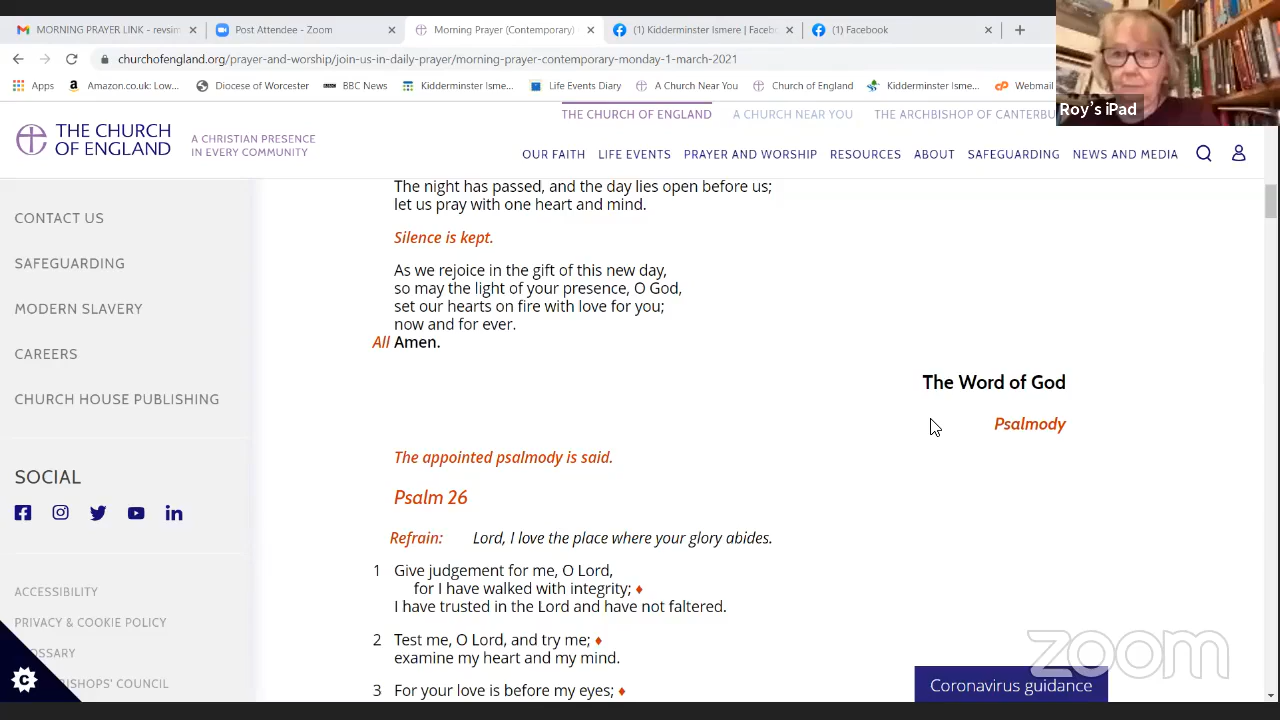 MORNING PRAYER LINK - revsim
Post Attendee - Zoom
Morning Prayer (Contemporary)
(1) Kidderminster Ismere | Faceb
(1) Facebook
churchofengland.org/prayer-and-worship/join-us-in-daily-prayer/morning-prayer-contemporary-monday-1-march-2021
Apps
Amazon.co.uk: Low...
Diocese of Worcester
BBC News
Kidderminster Isme...
Life Events Diary
A Church Near You
Church of England
Kidderminster Isme...
Webmail
Roy's iPad
THE CHURCH OF ENGLAND
A CHURCH NEAR YOU
THE ARCHBISHOP OF CANTERBU
THE CHURCH
OF ENGLAND
A CHRISTIAN PRESENCE
IN EVERY COMMUNITY
OUR FAITH
LIFE EVENTS
PRAYER AND WORSHIP
RESOURCES
ABOUT
SAFEGUARDING
NEWS AND MEDIA
CONTACT US
SAFEGUARDING
MODERN SLAVERY
CAREERS
CHURCH HOUSE PUBLISHING
SOCIAL
ACCESSIBILITY
PRIVACY & COOKIE POLICY
OSSARY
BISHOPS' COUNCIL
The night has passed, and the day lies open before us;
let us pray with one heart and mind.
Silence is kept.
As we rejoice in the gift of this new day,
so may the light of your presence, O God,
set our hearts on fire with love for you;
now and for ever.
All Amen.
The Word of God
Psalmody
The appointed psalmody is said.
Psalm 26
Refrain: Lord, I love the place where your glory abides.
1 Give judgement for me, O Lord,
for I have walked with integrity; ♦
I have trusted in the Lord and have not faltered.
2 Test me, O Lord, and try me; ♦
examine my heart and my mind.
3 For your love is before my eyes; ♦
zoom
Coronavirus guidance